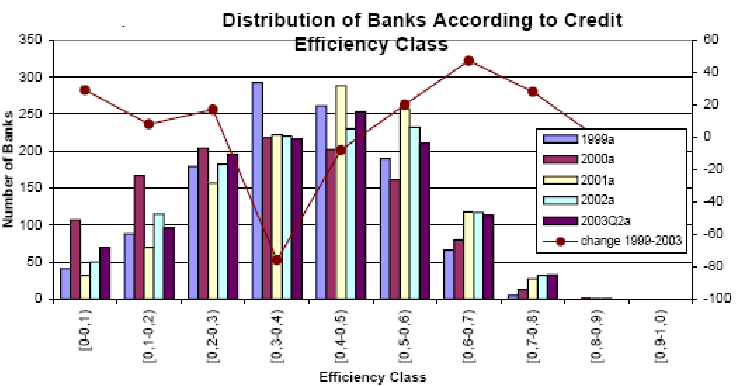 Distribution of Banks According to Credit
Efficiency Class
350
300
250
200
150
100
50
0
60
40
20
0
-20
-40
-60
-80
-100
Number of Banks
1999a
2000a
2001a
2002a
2003Q2a
change 1999-2003
[0-0,1)
[0,1-0,2)
[0,2-0,3)
[0,3-0,4)
[0,4-0,5)
[0,5-0,6)
[0,6-0,7)
[0,7-0,8)
[0,8-0,9)
[0,9-1,0)
Efficiency Class